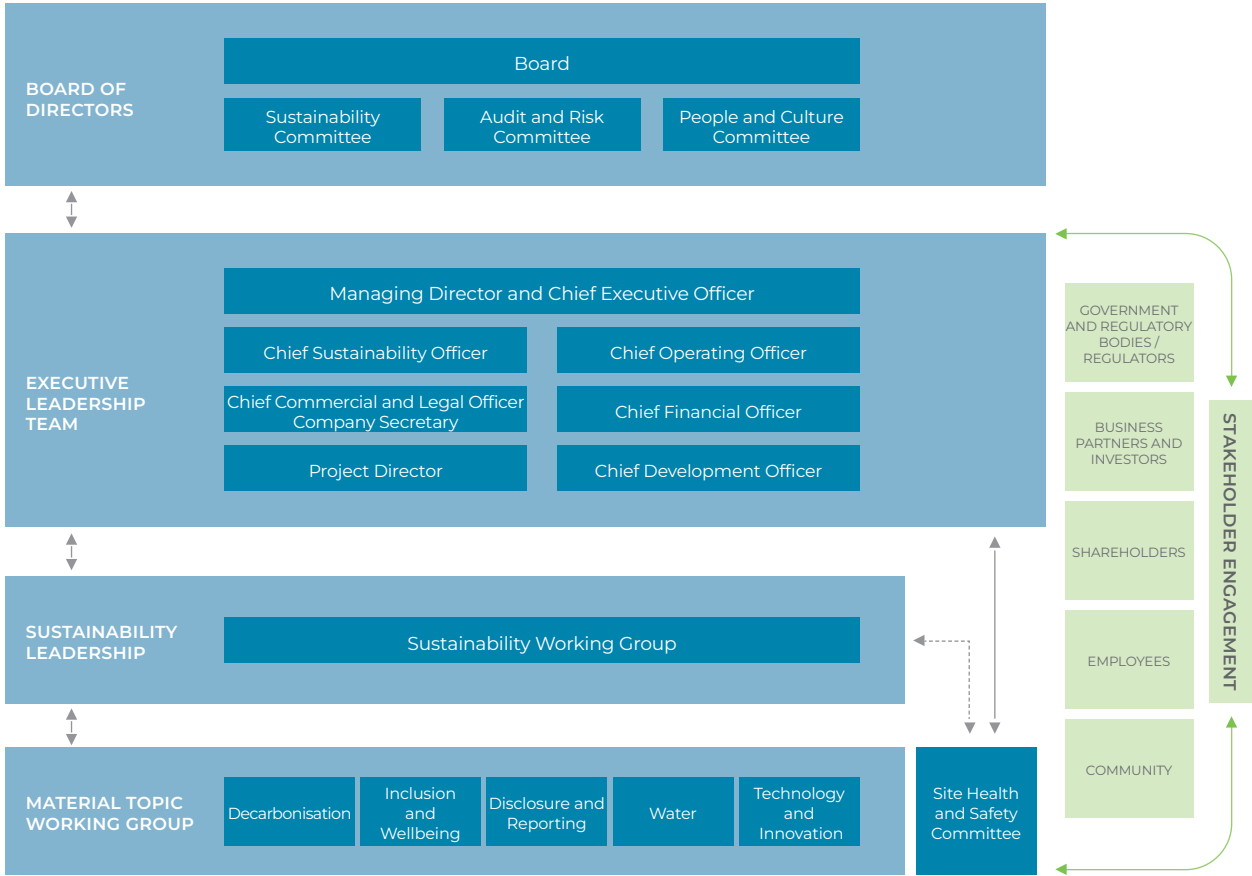 BOARD OF
DIRECTORS
Board
Sustainability
Committee
Audit and Risk
Committee
People and Culture
Committee
EXECUTIVE
LEADERSHIP
TEAM
Managing Director and Chief Executive Officer
Chief Sustainability Officer
Chief Operating Officer
Chief Commercial and Legal Officer
Company Secretary
Chief Financial Officer
Project Director
Chief Development Officer
SUSTAINABILITY
LEADERSHIP
Sustainability Working Group
MATERIAL TOPIC
WORKING GROUP
Decarbonisation
Inclusion
and
Wellbeing
Disclosure and
Reporting
Water
Technology
and
Innovation
Site Health
and Safety
Committee
GOVERNMENT
AND REGULATORY
BODIES /
REGULATORS
BUSINESS
PARTNERS AND
INVESTORS
SHAREHOLDERS
EMPLOYEES
COMMUNITY
STAKEHOLDER ENGAGEMENT